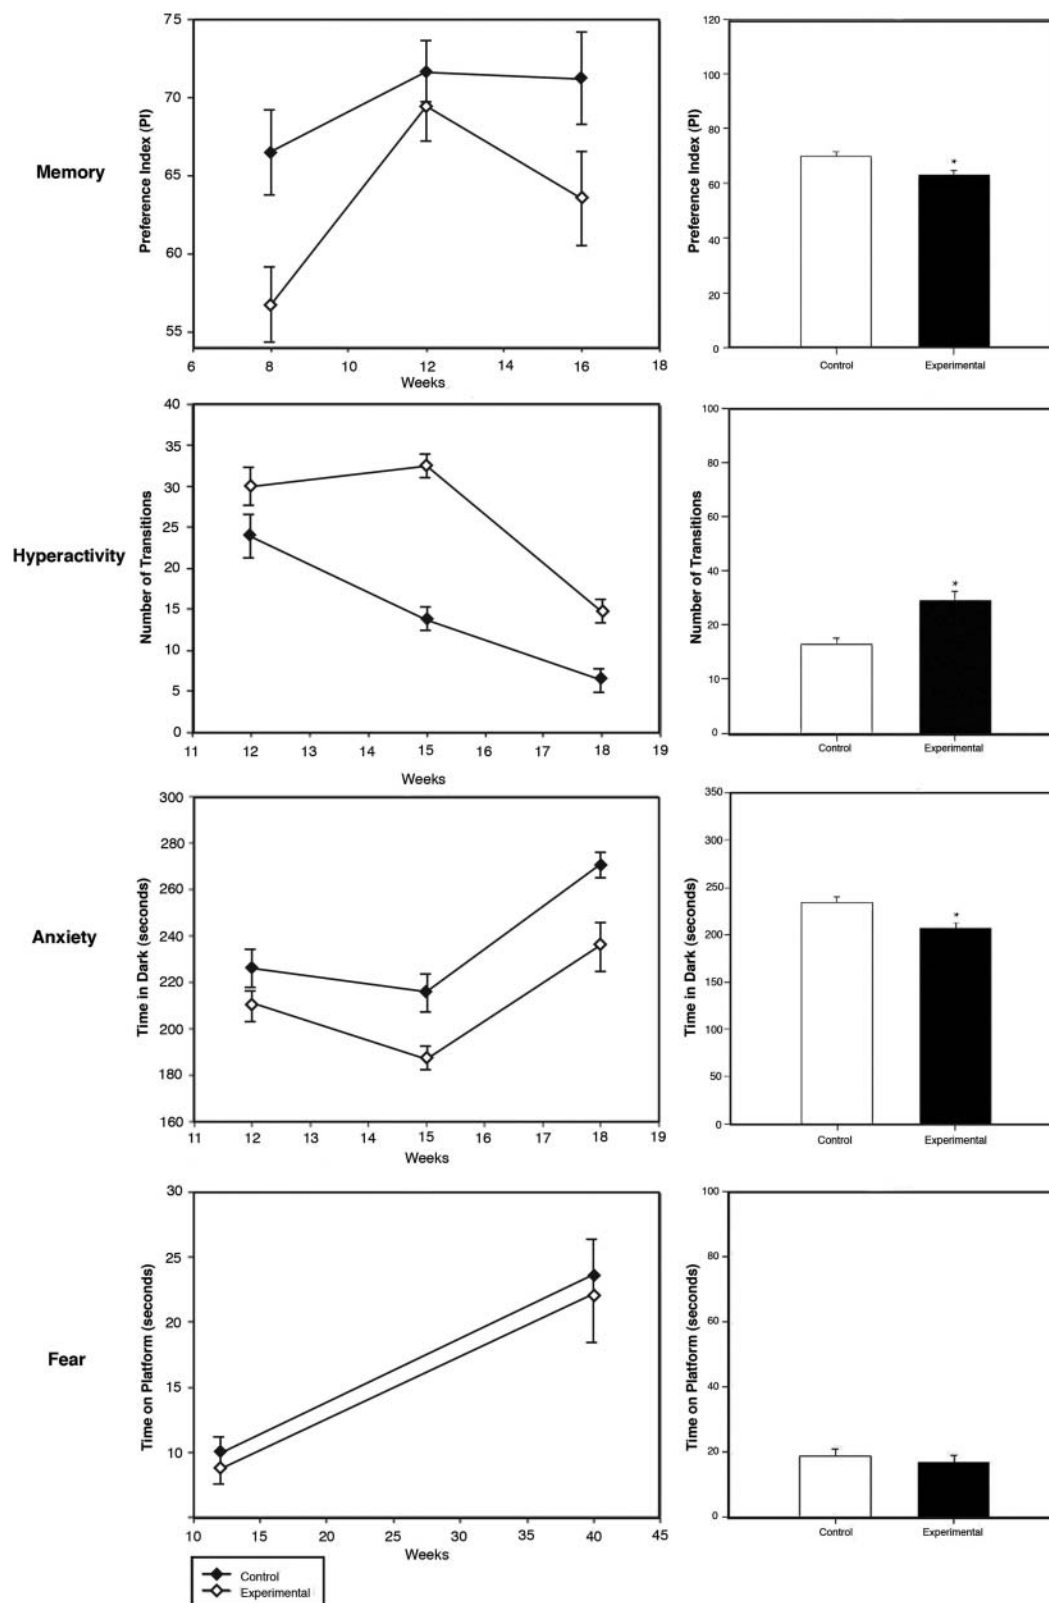 Memory
Preference Index (PI)
75
70
65
60
55
6 8 10 12 14 16 18
Weeks
Preference Index (PI)
120
100
80
60
40
20
0
*
Control Experimental
Hyperactivity
Number of Transitions
40
35
30
25
20
15
10
5
0
11 12 13 14 15 16 17 18 19
Weeks
Number of Transitions
100
80
60
40
20
10
0
*
Control Experimental
Anxiety
Time in Dark (seconds)
300
280
260
240
220
200
180
160
11 12 13 14 15 16 17 18 19
Weeks
Time in Dark (seconds)
350
300
250
200
150
100
50
0
*
Control Experimental
Fear
Time on Platform (seconds)
30
25
20
15
10
10 15 20 25 30 35 40 45
Weeks
Time on Platform (seconds)
100
80
60
40
20
0
Control Experimental
Control
Experimental